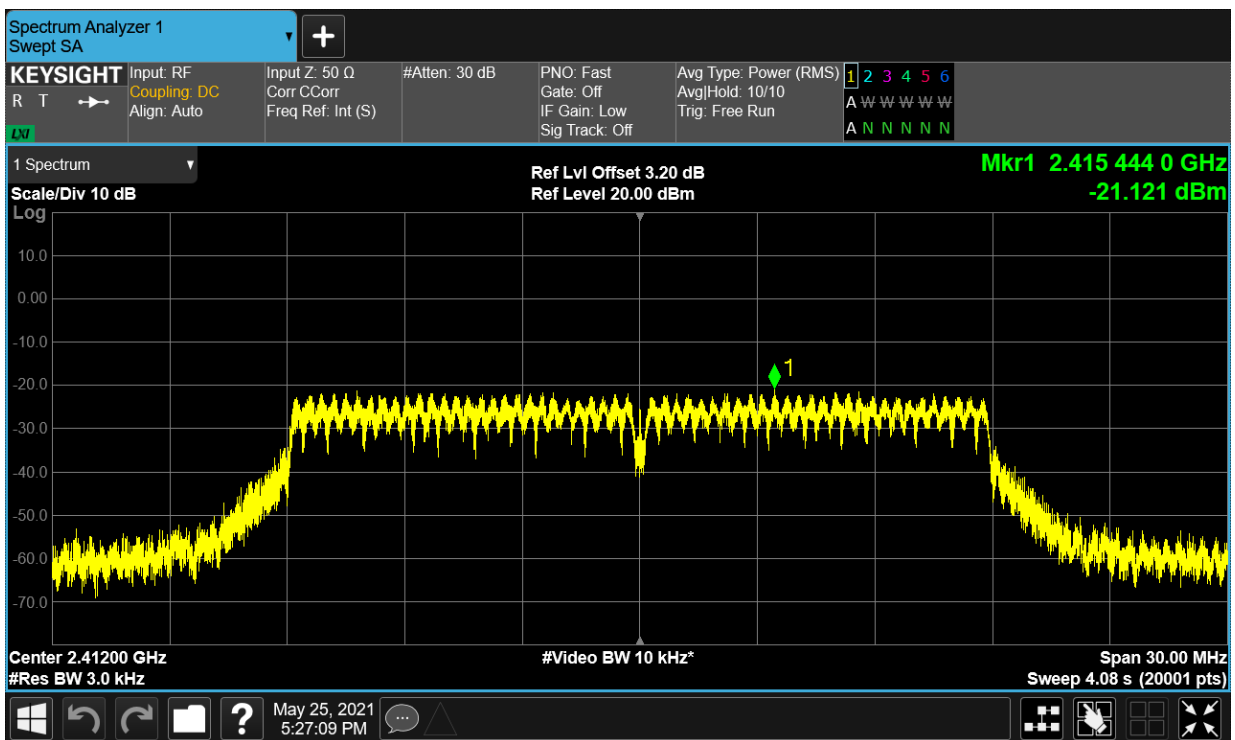 Spectrum Analyzer 1
Swept SA
+
KEYSIGHT
R T
LXI
Input: RF
Coupling: DC
Align: Auto
Input Z: 50 Ω
Corr CCorr
Freq Ref: Int (S)
#Atten: 30 dB
PNO: Fast
Gate: Off
IF Gain: Low
Sig Track: Off
Avg Type: Power (RMS)
Avg|Hold: 10/10
Trig: Free Run
1 2 3 4 5 6
A W W W W W
A N N N N N
1 Spectrum
Scale/Div 10 dB
Log
Ref Lvl Offset 3.20 dB
Ref Level 20.00 dBm
Mkr1 2.415 444 0 GHz
-21.121 dBm
10.0
0.00
-10.0
-20.0
-30.0
-40.0
-50.0
-60.0
-70.0
1
Center 2.41200 GHz
#Res BW 3.0 kHz
#Video BW 10 kHz*
Span 30.00 MHz
Sweep 4.08 s (20001 pts)
?
May 25, 2021
5:27:09 PM